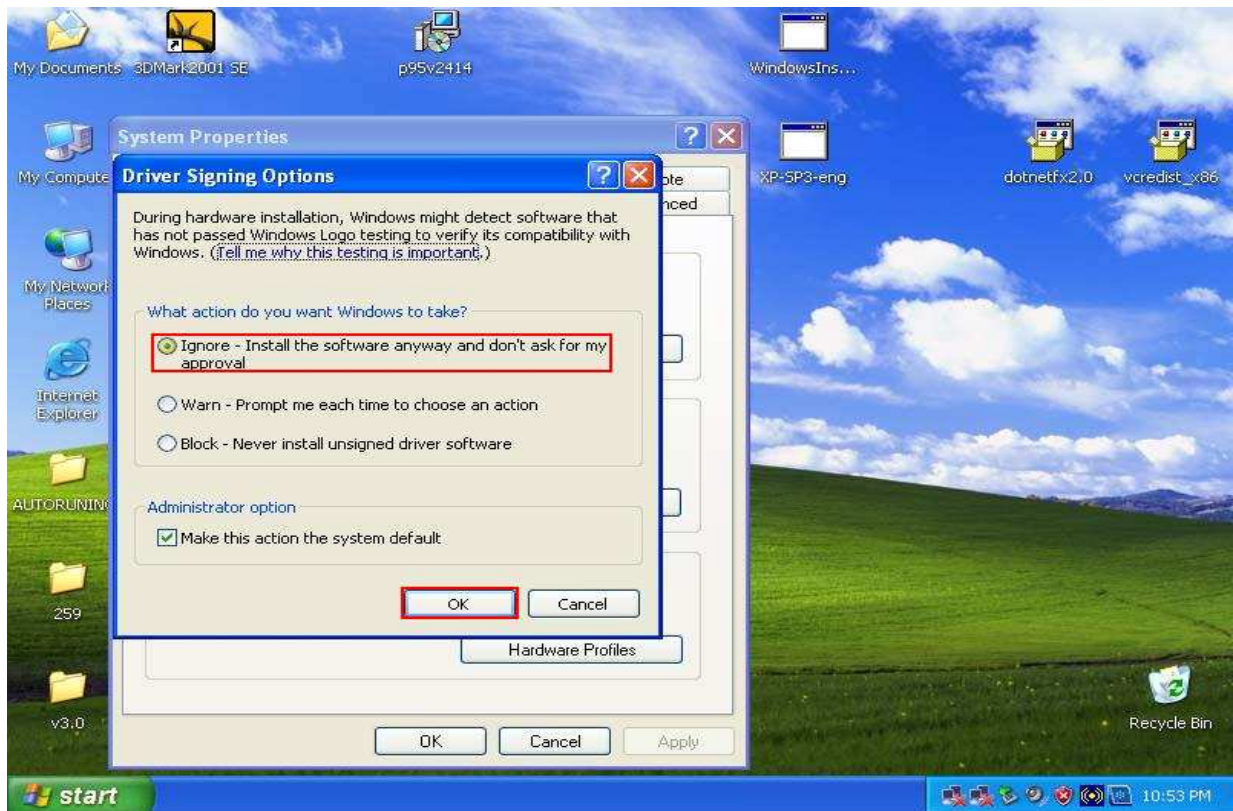 My Documents
3DMark2001 SE
p95v2414
WindowsIns...
My Compute
XP-SP3-eng
dotnetfx2.0
vcredist_x86
System Properties
ote
nced
Driver Signing Options
During hardware installation, Windows might detect software that
has not passed Windows Logo testing to verify its compatibility with
Windows. (Tell me why this testing is important.)
What action do you want Windows to take?
Ignore - Install the software anyway and don't ask for my
approval
Warn - Prompt me each time to choose an action
Block - Never install unsigned driver software
Administrator option
Make this action the system default
OK
Cancel
Hardware Profiles
OK
Cancel
Apply
My Network
Places
Internet
Explorer
AUTORUNING
259
v3.0
Recycle Bin
start
10:53 PM